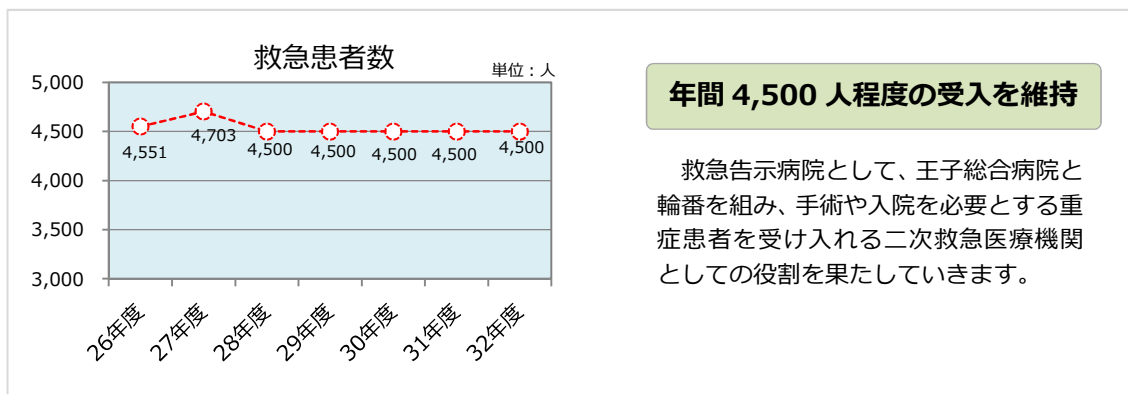 救急患者数
単位：人
5,000
4,500
4,000
3,500
3,000
4,551
4,703
4,500
4,500
4,500
4,500
4,500
26年度
27年度
28年度
29年度
30年度
31年度
32年度
年間 4,500 人程度の受入を維持
救急告示病院として、王子総合病院と
輪番を組み、手術や入院を必要とする重
症患者を受け入れる二次救急医療機関
としての役割を果たしていきます。